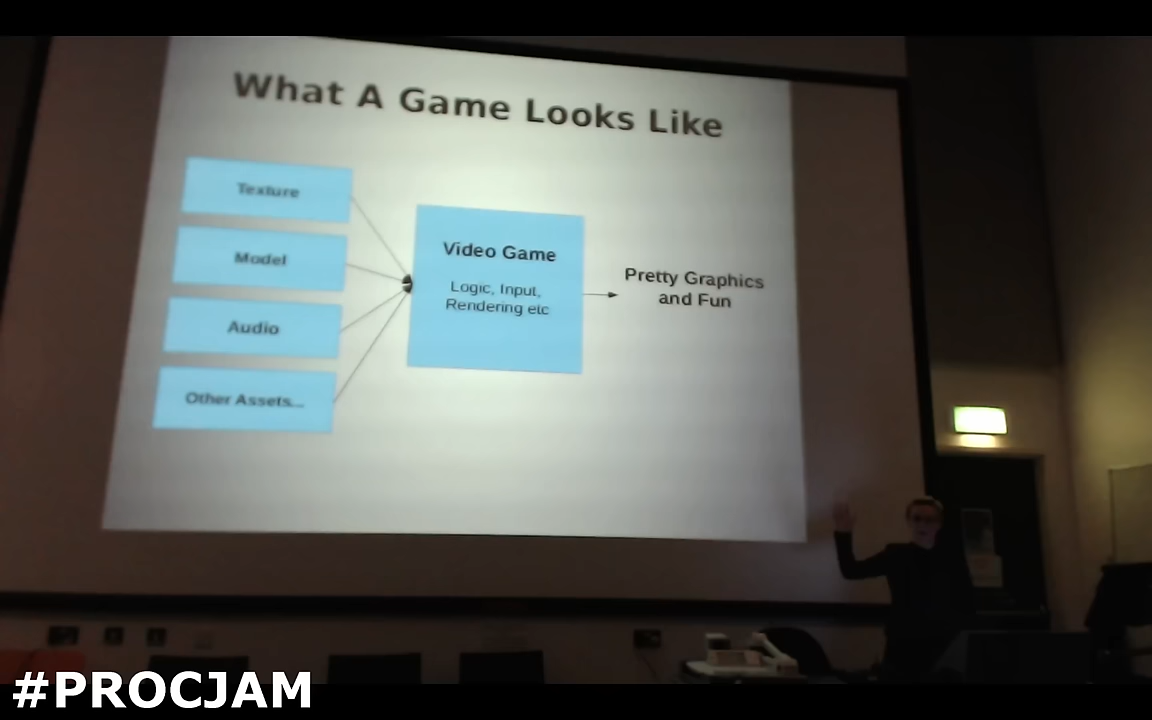 What A Game Looks Like
Texture
Model
Audio
Other Assets...
Video Game
Logic, Input,
Rendering etc
Pretty Graphics
and Fun
#PROCJAM